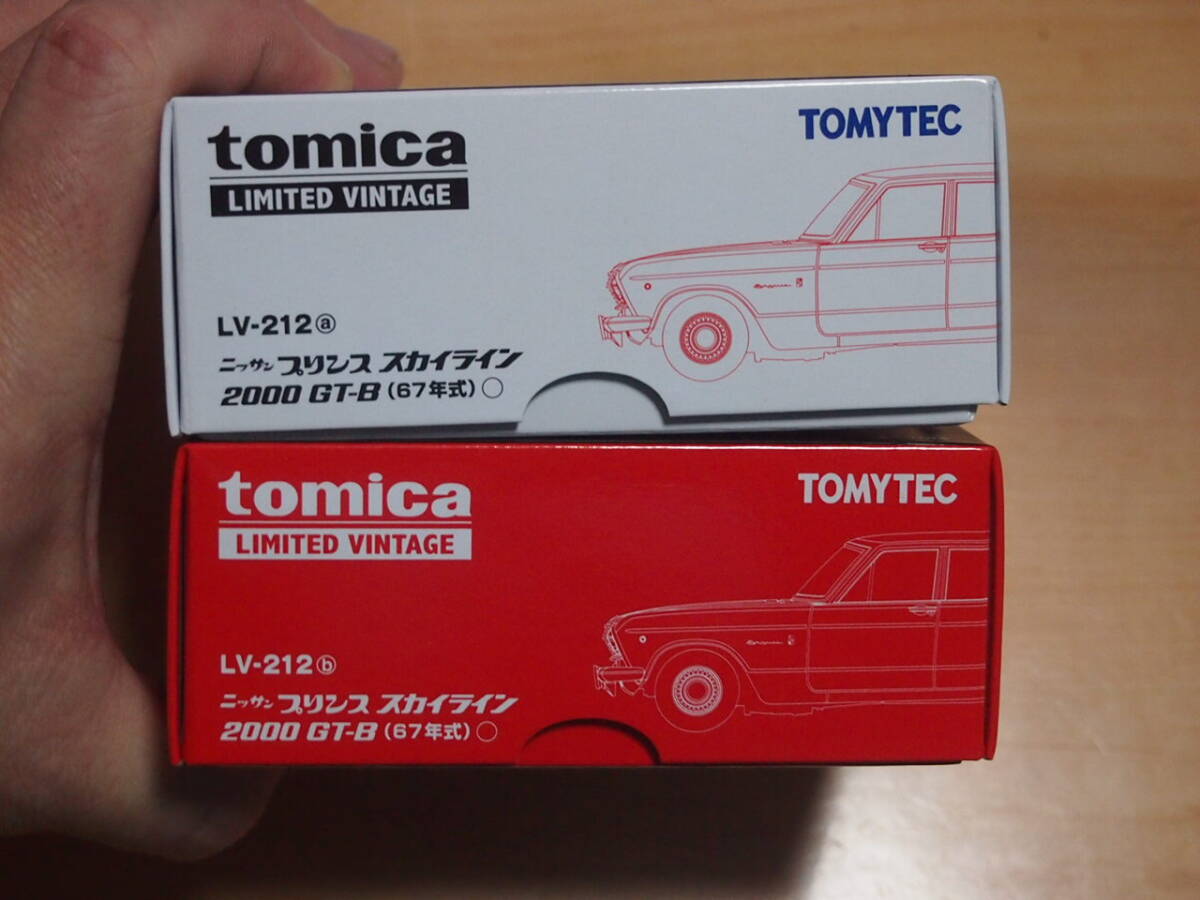 tomica
LIMITED VINTAGE
TOMYTEC
LV-212ⓐ
ニッサン プリンス スカイライン
2000 GT-B (67年式) ○
tomica
LIMITED VINTAGE
TOMYTEC
LV-212ⓑ
ニッサン プリンス スカイライン
2000 GT-B (67年式) ○